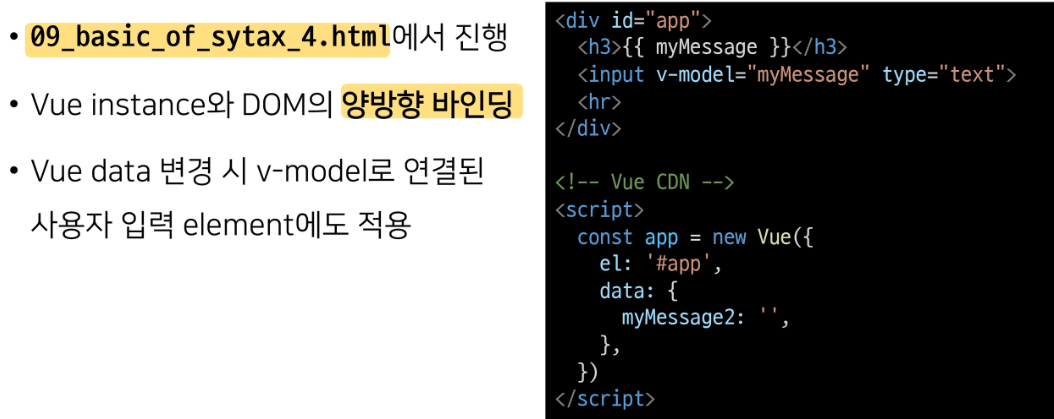 • 09_basic_of_sytax_4.html에서 진행
• Vue instance와 DOM의 양방향 바인딩
• Vue data 변경 시 v-model로 연결된
사용자 입력 element에도 적용
<div id="app">
  <h3>{{ myMessage }}</h3>
  <input v-model="myMessage" type="text">
  <hr>
</div>
<!-- Vue CDN -->
<script>
  const app = new Vue({
    el: '#app',
    data: {
      myMessage2: '',
    },
  })
</script>